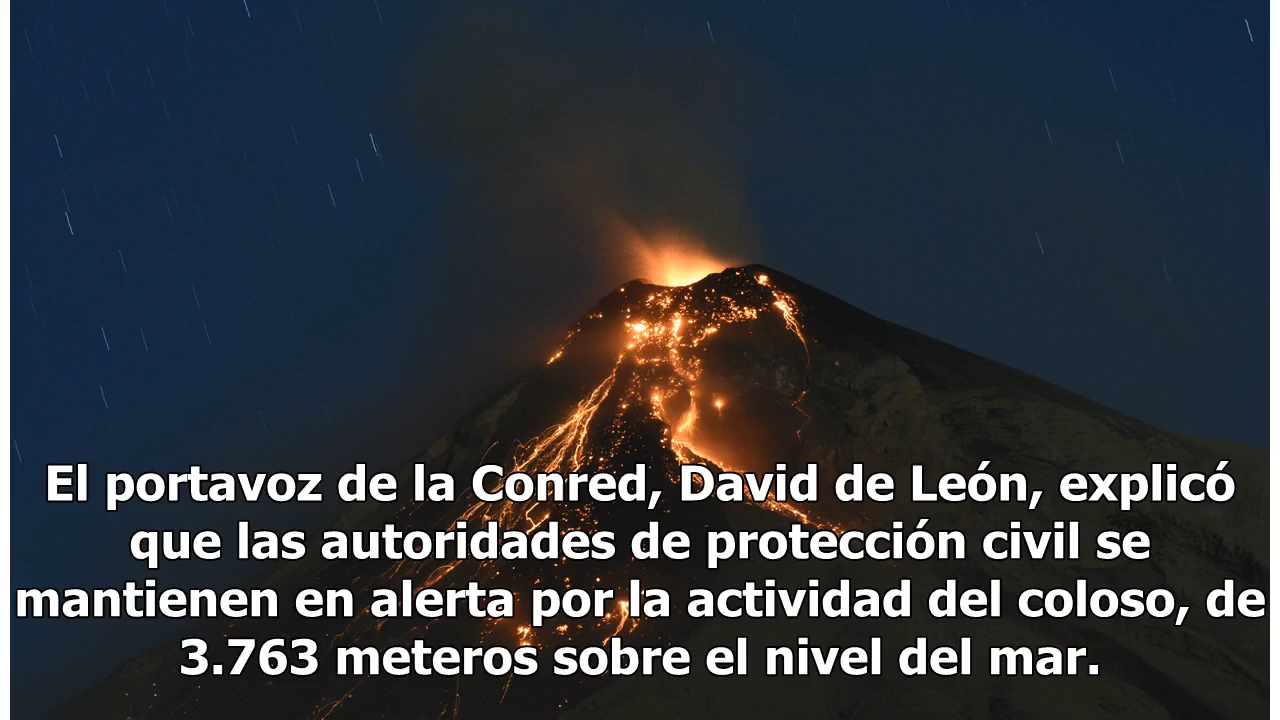 El portavoz de la Conred, David de León, explicó
que las autoridades de protección civil se
mantienen en alerta por la actividad del coloso, de
3.763 meteros sobre el nivel del mar.